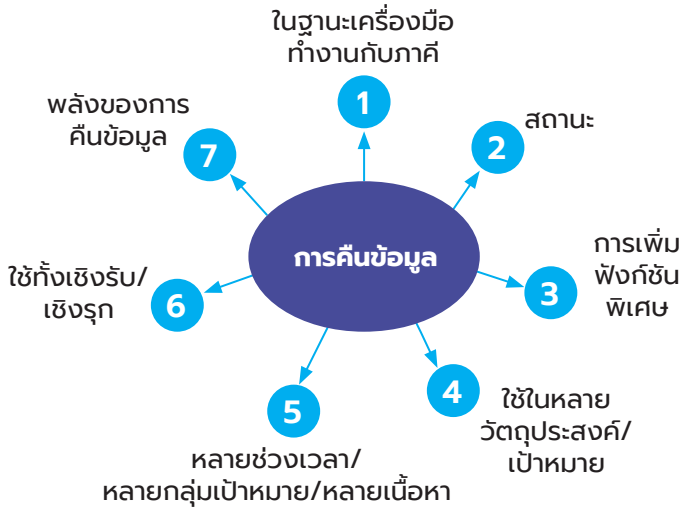 ในฐานะเครื่องมือ
ทำงานกับภาคี
1
สถานะ
2
การเพิ่ม
ฟังก์ชัน
พิเศษ
3
ใช้ในหลาย
วัตถุประสงค์/
เป้าหมาย
4
หลายช่วงเวลา/
หลายกลุ่มเป้าหมาย/หลายเนื้อหา
5
ใช้ทั้งเชิงรับ/
เชิงรุก
6
พลังของการ
คืนข้อมูล
7
การคืนข้อมูล